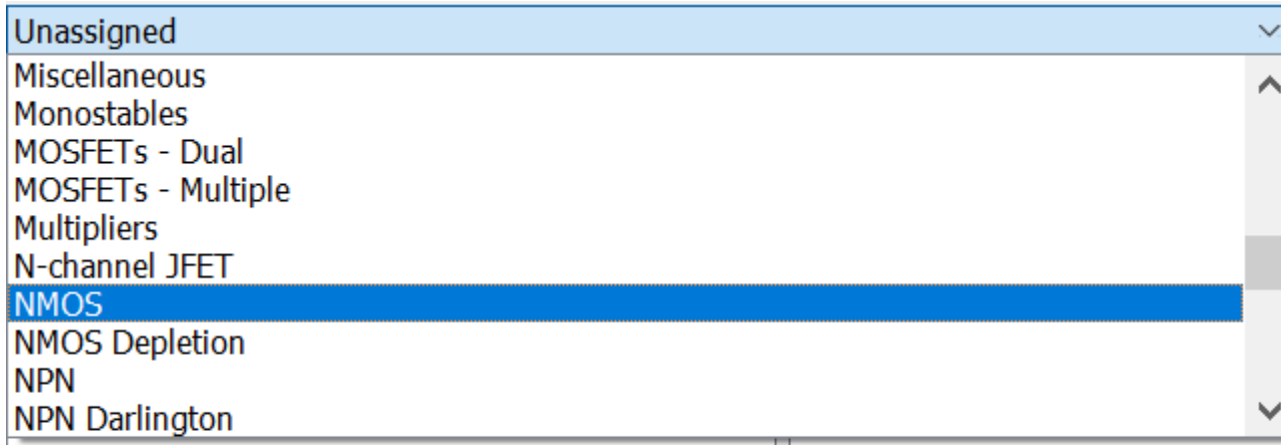 Unassigned
Miscellaneous
Monostables
MOSFETs - Dual
MOSFETs - Multiple
Multipliers
N-channel JFET
NMOS
NMOS Depletion
NPN
NPN Darlington